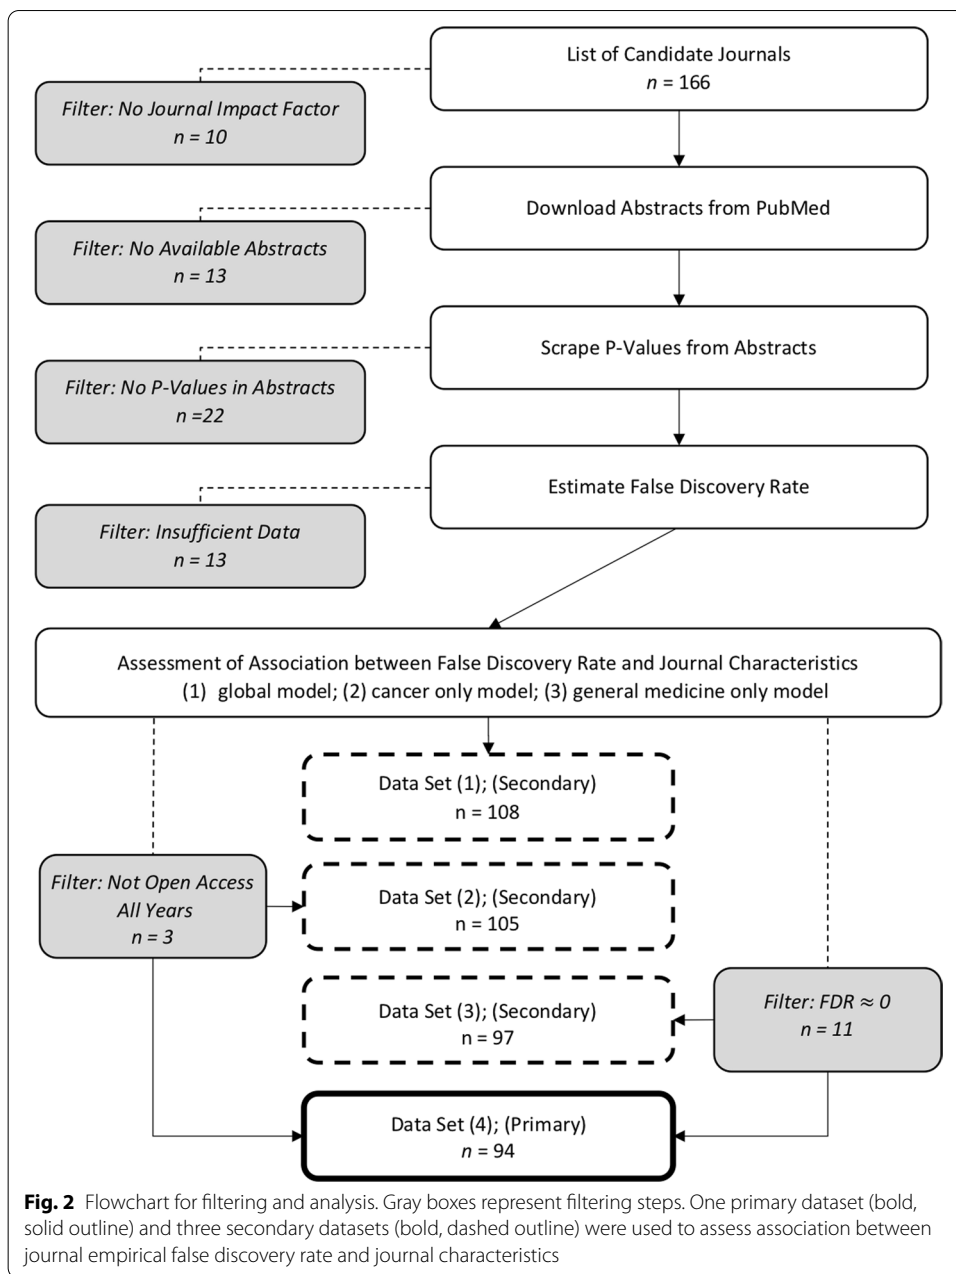 List of Candidate Journals
n = 166
Filter: No Journal Impact Factor
n = 10
Download Abstracts from PubMed
Filter: No Available Abstracts
n = 13
Scrape P-Values from Abstracts
Filter: No P-Values in Abstracts
n =22
Estimate False Discovery Rate
Filter: Insufficient Data
n = 13
Assessment of Association between False Discovery Rate and Journal Characteristics
(1) global model; (2) cancer only model; (3) general medicine only model
Data Set (1); (Secondary)
n = 108
Filter: Not Open Access
All Years
n = 3
Data Set (2); (Secondary)
n = 105
Data Set (3); (Secondary)
n = 97
Filter: FDR ≈ 0
n = 11
Data Set (4); (Primary)
n = 94
Fig. 2 Flowchart for filtering and analysis. Gray boxes represent filtering steps. One primary dataset (bold,
solid outline) and three secondary datasets (bold, dashed outline) were used to assess association between
journal empirical false discovery rate and journal characteristics